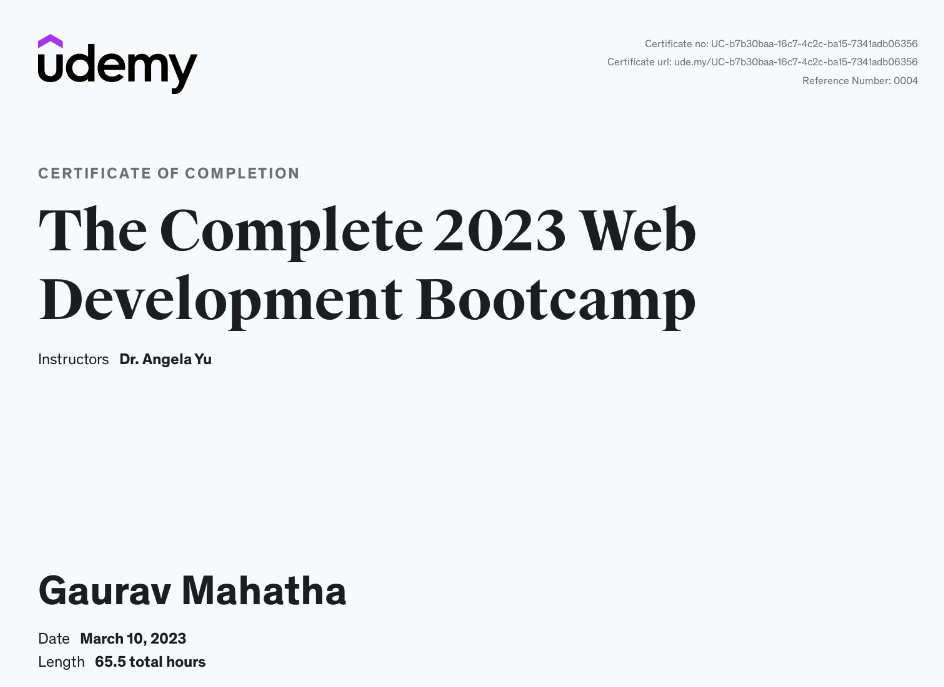 udemy
Certificate no: UC-b7b30baa-16c7-4c2c-ba15-7341adb06356
Certificate url: ude.my/UC-b7b30baa-16c7-4c2c-ba15-7341adb06356
Reference Number: 0004
CERTIFICATE OF COMPLETION
The Complete 2023 Web
Development Bootcamp
Instructors Dr. Angela Yu
Gaurav Mahatha
Date March 10, 2023
Length 65.5 total hours